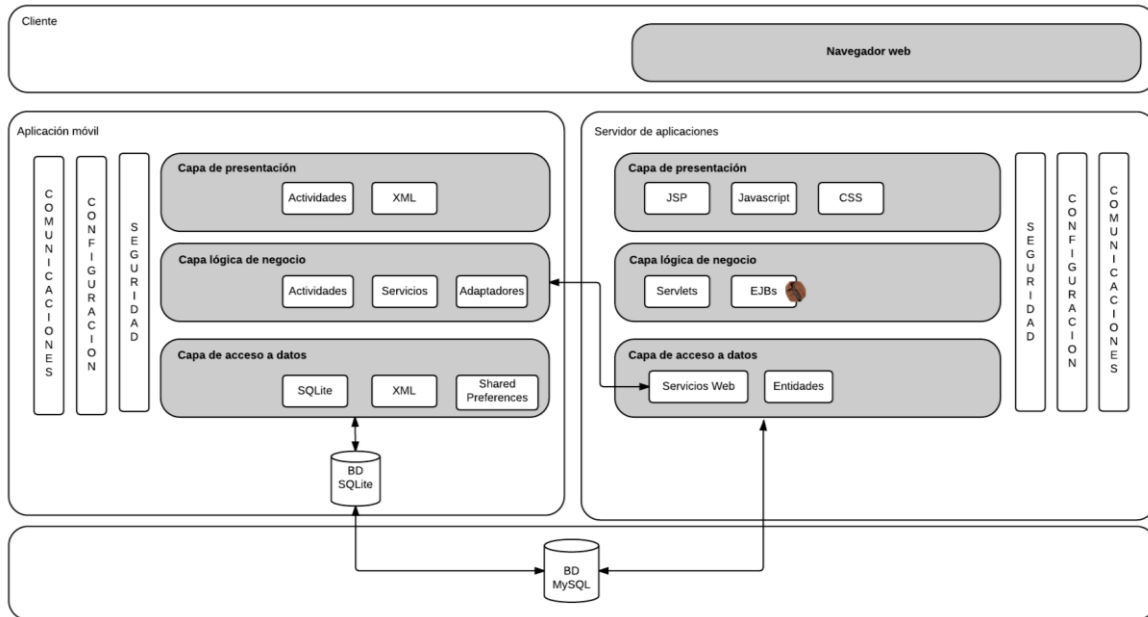 Cliente
Navegador web
Aplicación móvil
COMUNICACIONES
CONFIGURACION
SEGURIDAD
Capa de presentación
Actividades
XML
Capa lógica de negocio
Actividades
Servicios
Adaptadores
Capa de acceso a datos
SQLite
XML
Shared
Preferences
BD
SQLite
Servidor de aplicaciones
Capa de presentación
JSP
Javascript
CSS
Capa lógica de negocio
Servlets
EJBs
Capa de acceso a datos
Servicios Web
Entidades
SEGURIDAD
CONFIGURACION
COMUNICACIONES
BD
MySQL